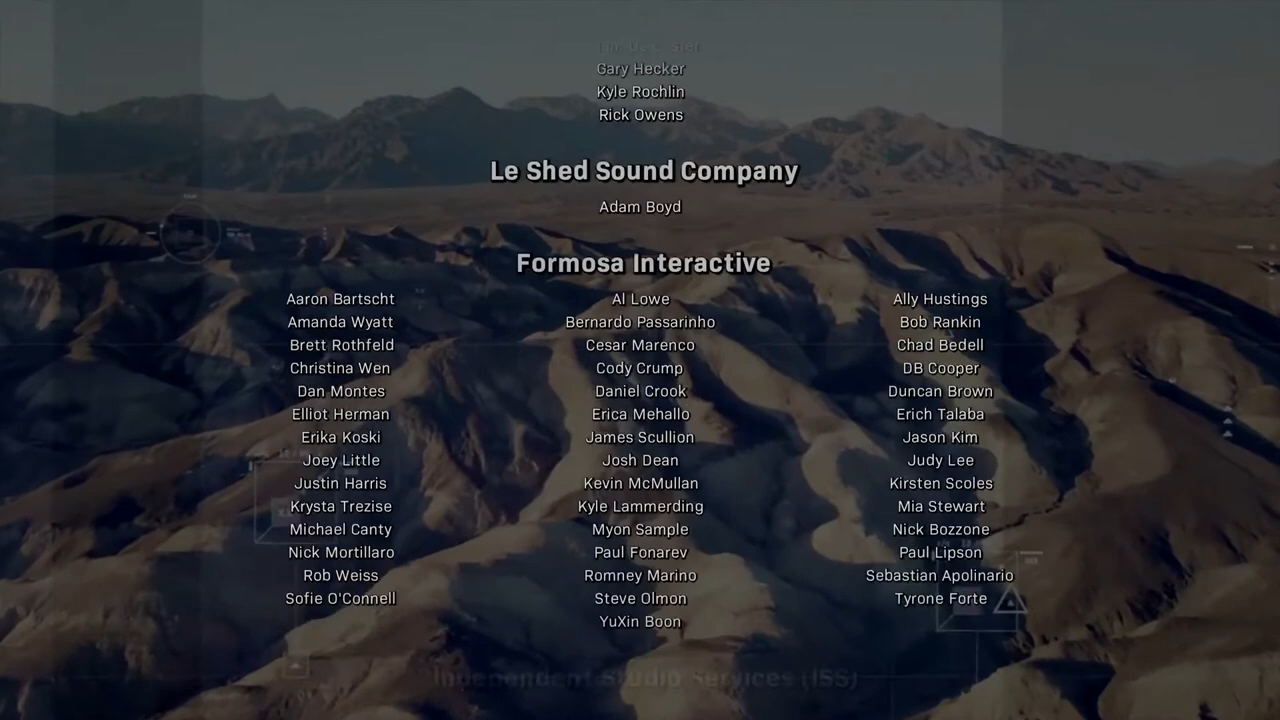 Gary Hecker
Kyle Rochlin
Rick Owens
Le Shed Sound Company
Adam Boyd
Formosa Interactive
Aaron Bartscht Al Lowe Ally Hustings
Amanda Wyatt Bernardo Passarinho Bob Rankin
Brett Rothfeld Cesar Marenco Chad Bedell
Christina Wen Cody Crump DB Cooper
Dan Montes Daniel Crook Duncan Brown
Elliot Herman Erica Mehallo Erich Talaba
Erika Koski James Scullion Jason Kim
Joey Little Josh Dean Judy Lee
Justin Harris Kevin McMullan Kirsten Scoles
Krysta Trezise Kyle Lammerding Mia Stewart
Michael Canty Myon Sample Nick Bozzone
Nick Mortillaro Paul Fonarev Paul Lipson
Rob Weiss Romney Marino Sebastian Apolinario
Sofie O'Connell Steve Olmon Tyrone Forte
YuXin Boon
Independent Studio Services (ISS)